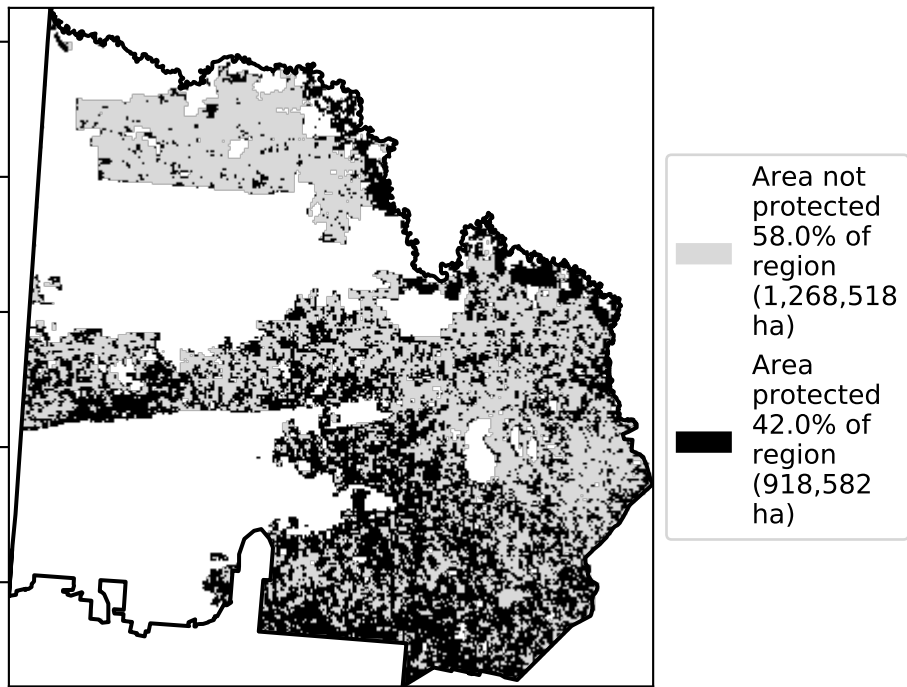 Area not
protected
58.0% of
region
(1,268,518
ha)
Area
protected
42.0% of
region
(918,582
ha)